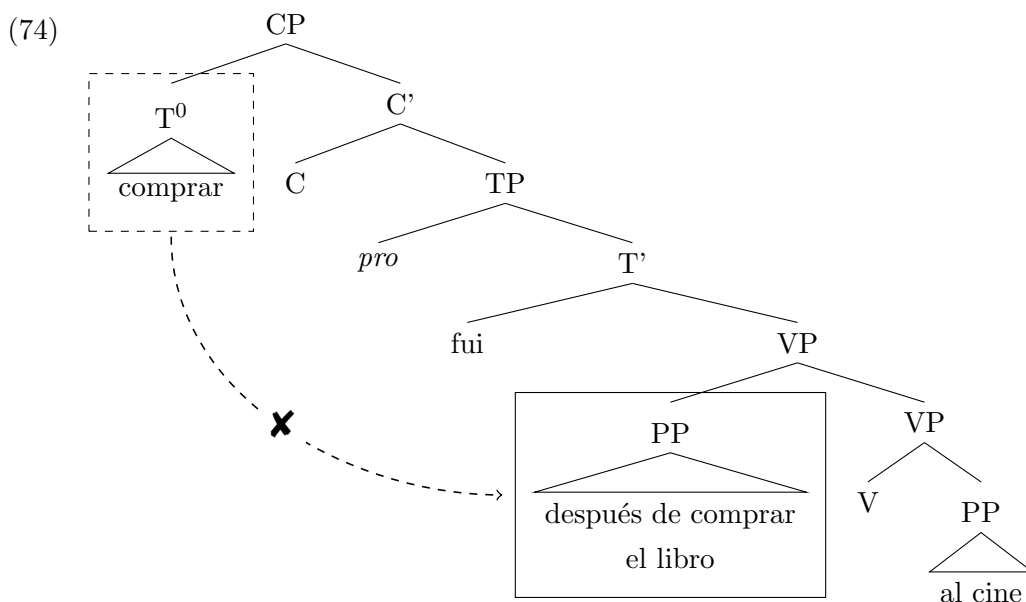 (74)
CP
T⁰
comprar
C'
C
TP
pro
T'
fui
VP
PP
después de comprar
el libro
VP
V
PP
al cine
✘